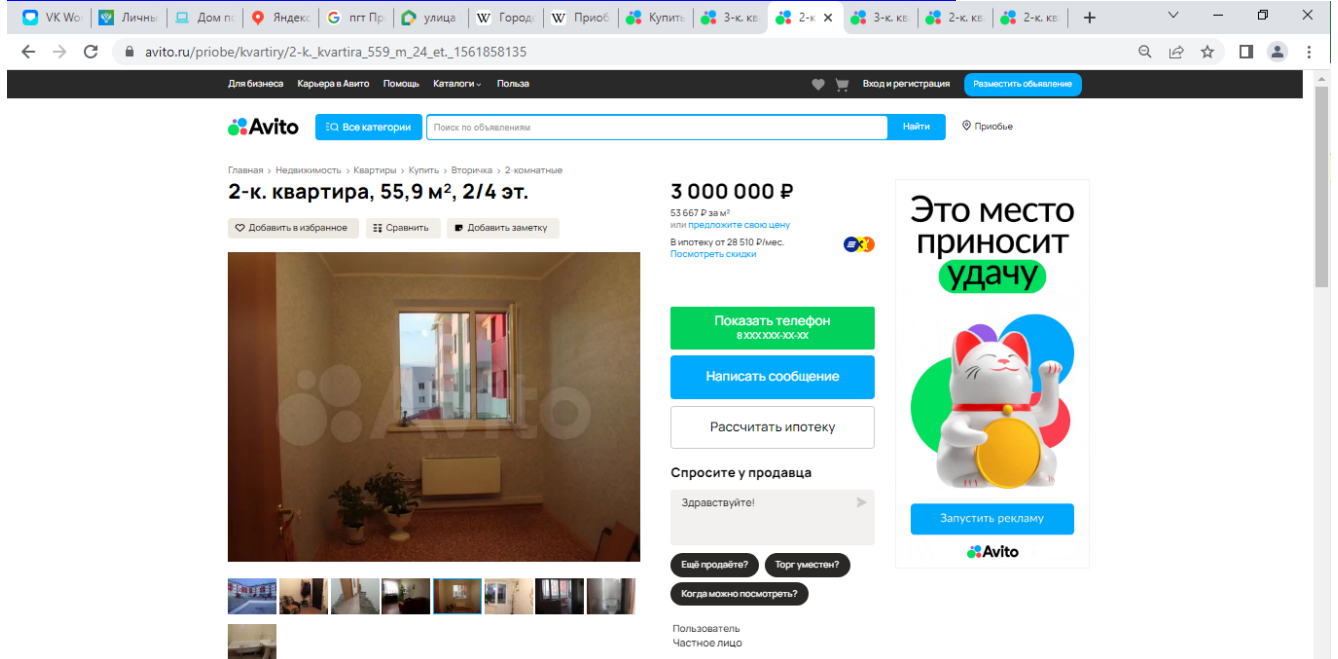 VK Wo
Личны
Дом п
Яндекс
пгт Пр
улица
Город
Приоб
Купить
3-к. кв
2-к
3-к. кв
2-к. кв
2-к. кв
avito.ru/priobe/kvartiry/2-k._kvartira_559_m_24_et._1561858135
Для бизнеса Карьера в Авито Помощь Каталоги Польза
Вход и регистрация
Разместить объявление
Avito
Все категории
Поиск по объявлениям
Найти
Приобье
Главная > Недвижимость > Квартиры > Купить > Вторичка > 2-комнатные
2-к. квартира, 55,9 м², 2/4 эт.
Добавить в избранное
Сравнить
Добавить заметку
Avito
3 000 000 ₽
53 667 ₽ за м²
или предложите свою цену
В ипотеку от 28 510 ₽/мес.
Посмотреть скидки
Показать телефон
8 XXX XXX-XX-XX
Написать сообщение
Рассчитать ипотеку
Спросите у продавца
Здравствуйте!
Ещё продаёте?
Торг уместен?
Когда можно посмотреть?
Пользователь
Частное лицо
Это место
приносит
удачу
Запустить рекламу
Avito